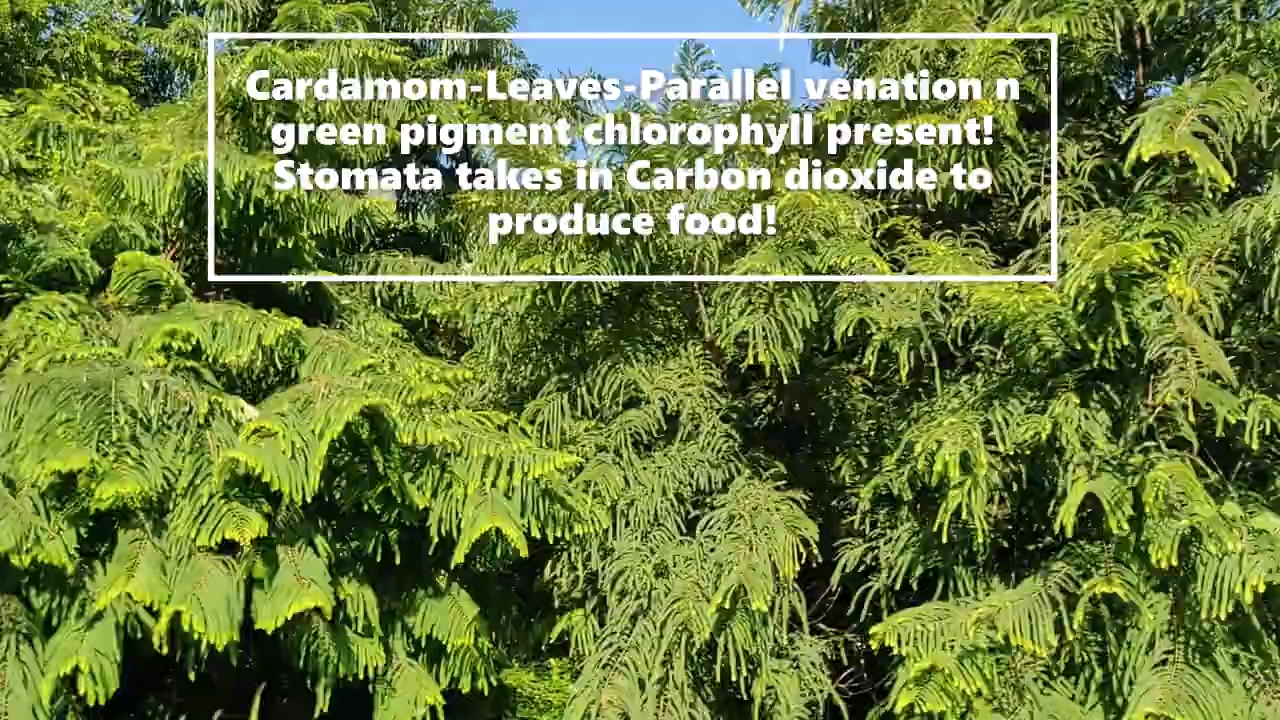 Cardamom-Leaves-Parallel venation n
green pigment chlorophyll present!
Stomata takes in Carbon dioxide to
produce food!